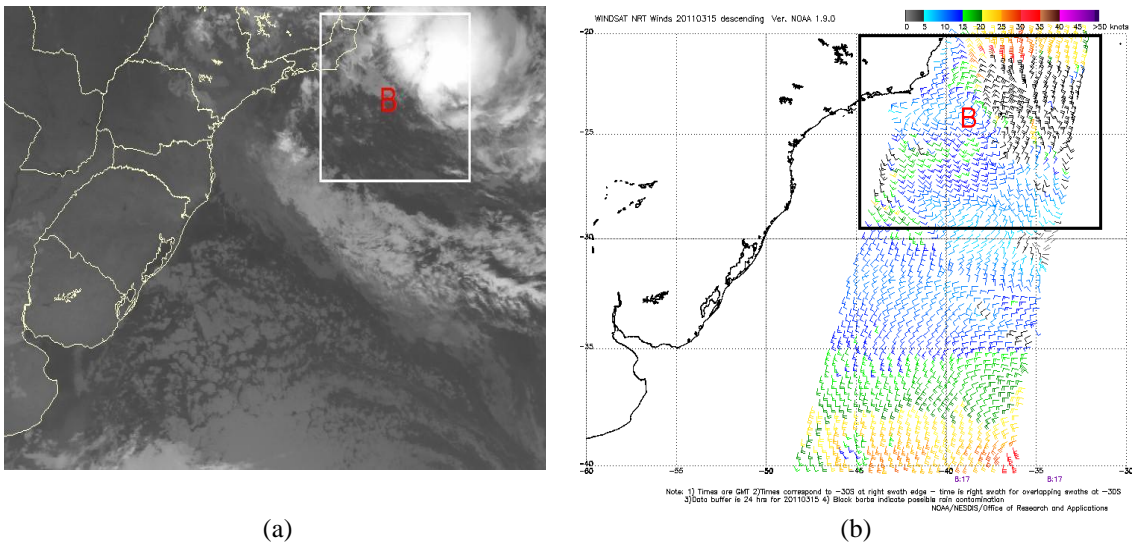 B
WINDSAT NRT Winds 20110315 descending Ver. NOAA 1.9.0
0 5 10 15 20 25 30 35 40 45 >50 knots
-20
B
-25
-30
-35
-40
-60 -55 -50 -45 -40 -35 -30
8:17 8:17
Note: 1) Times are GMT 2)Times correspond to -30S at right swath edge - time is right swath for overlapping swaths at -30S
3)Data buffer is 24 hrs for 20110315 4) Black barbs indicate possible rain contamination
NOAA/NESDIS/Office of Research and Applications
(a) (b)